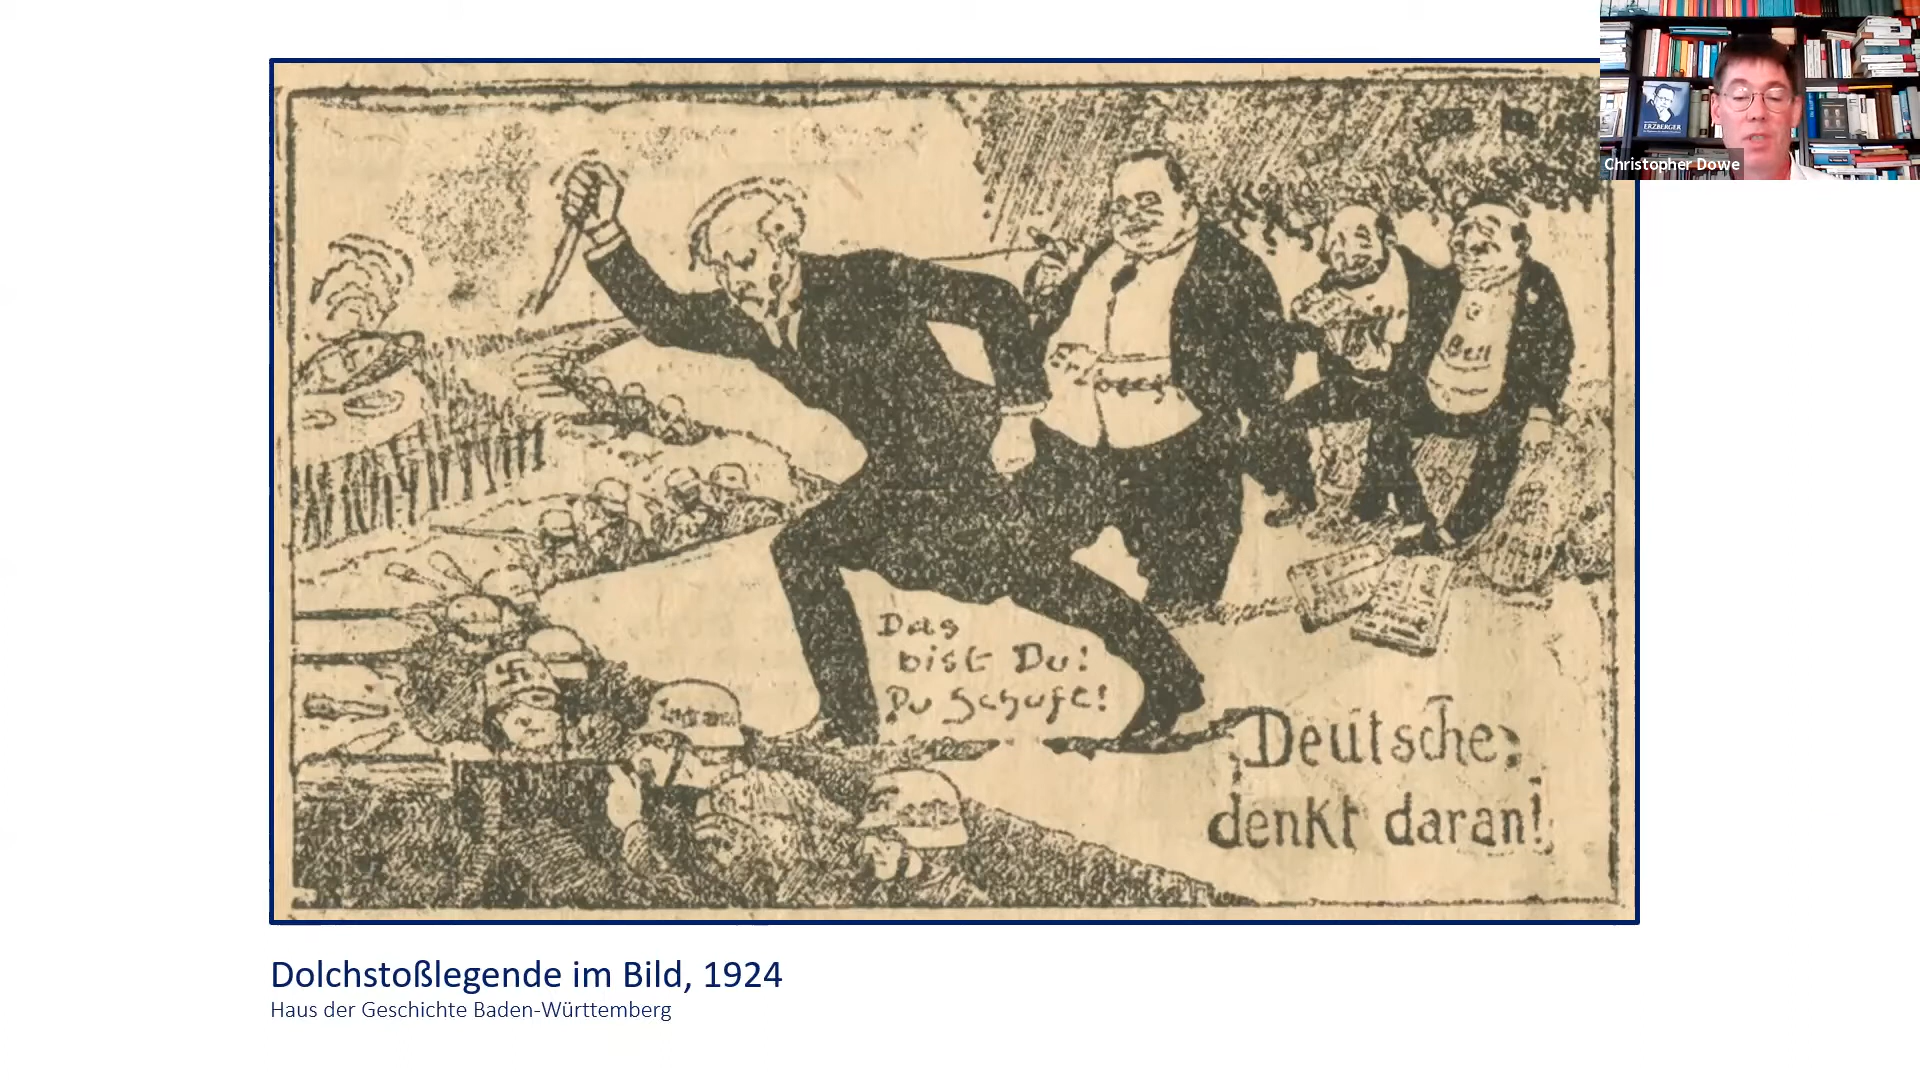 ERZBERGER
Christopher Dowe
Das
bist Du!
Du Schufe!
Deutsche,
denkt daran!
Dolchstoßlegende im Bild, 1924
Haus der Geschichte Baden-Württemberg